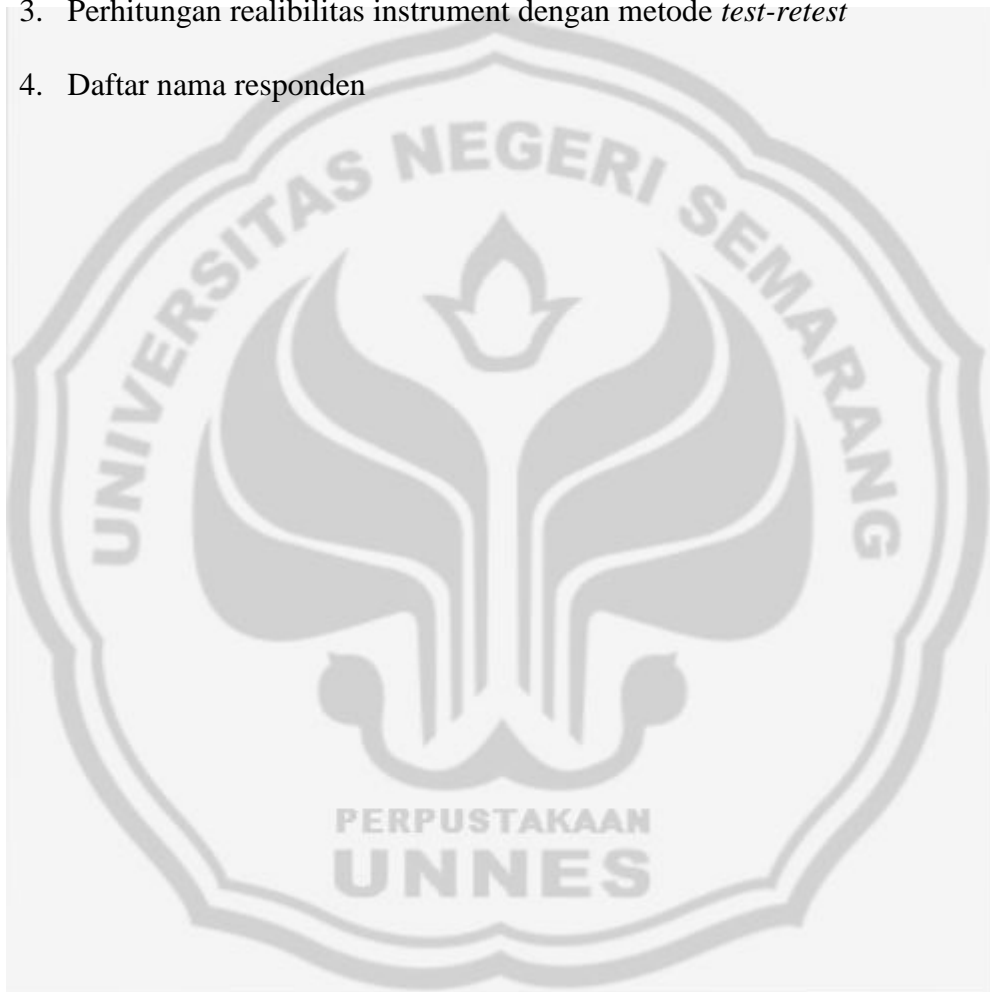 3. Perhitungan realibilitas instrument dengan metode test-retest
4. Daftar nama responden
UNIVERSITAS NEGERI SEMARANG
PERPUSTAKAAN
UNNES